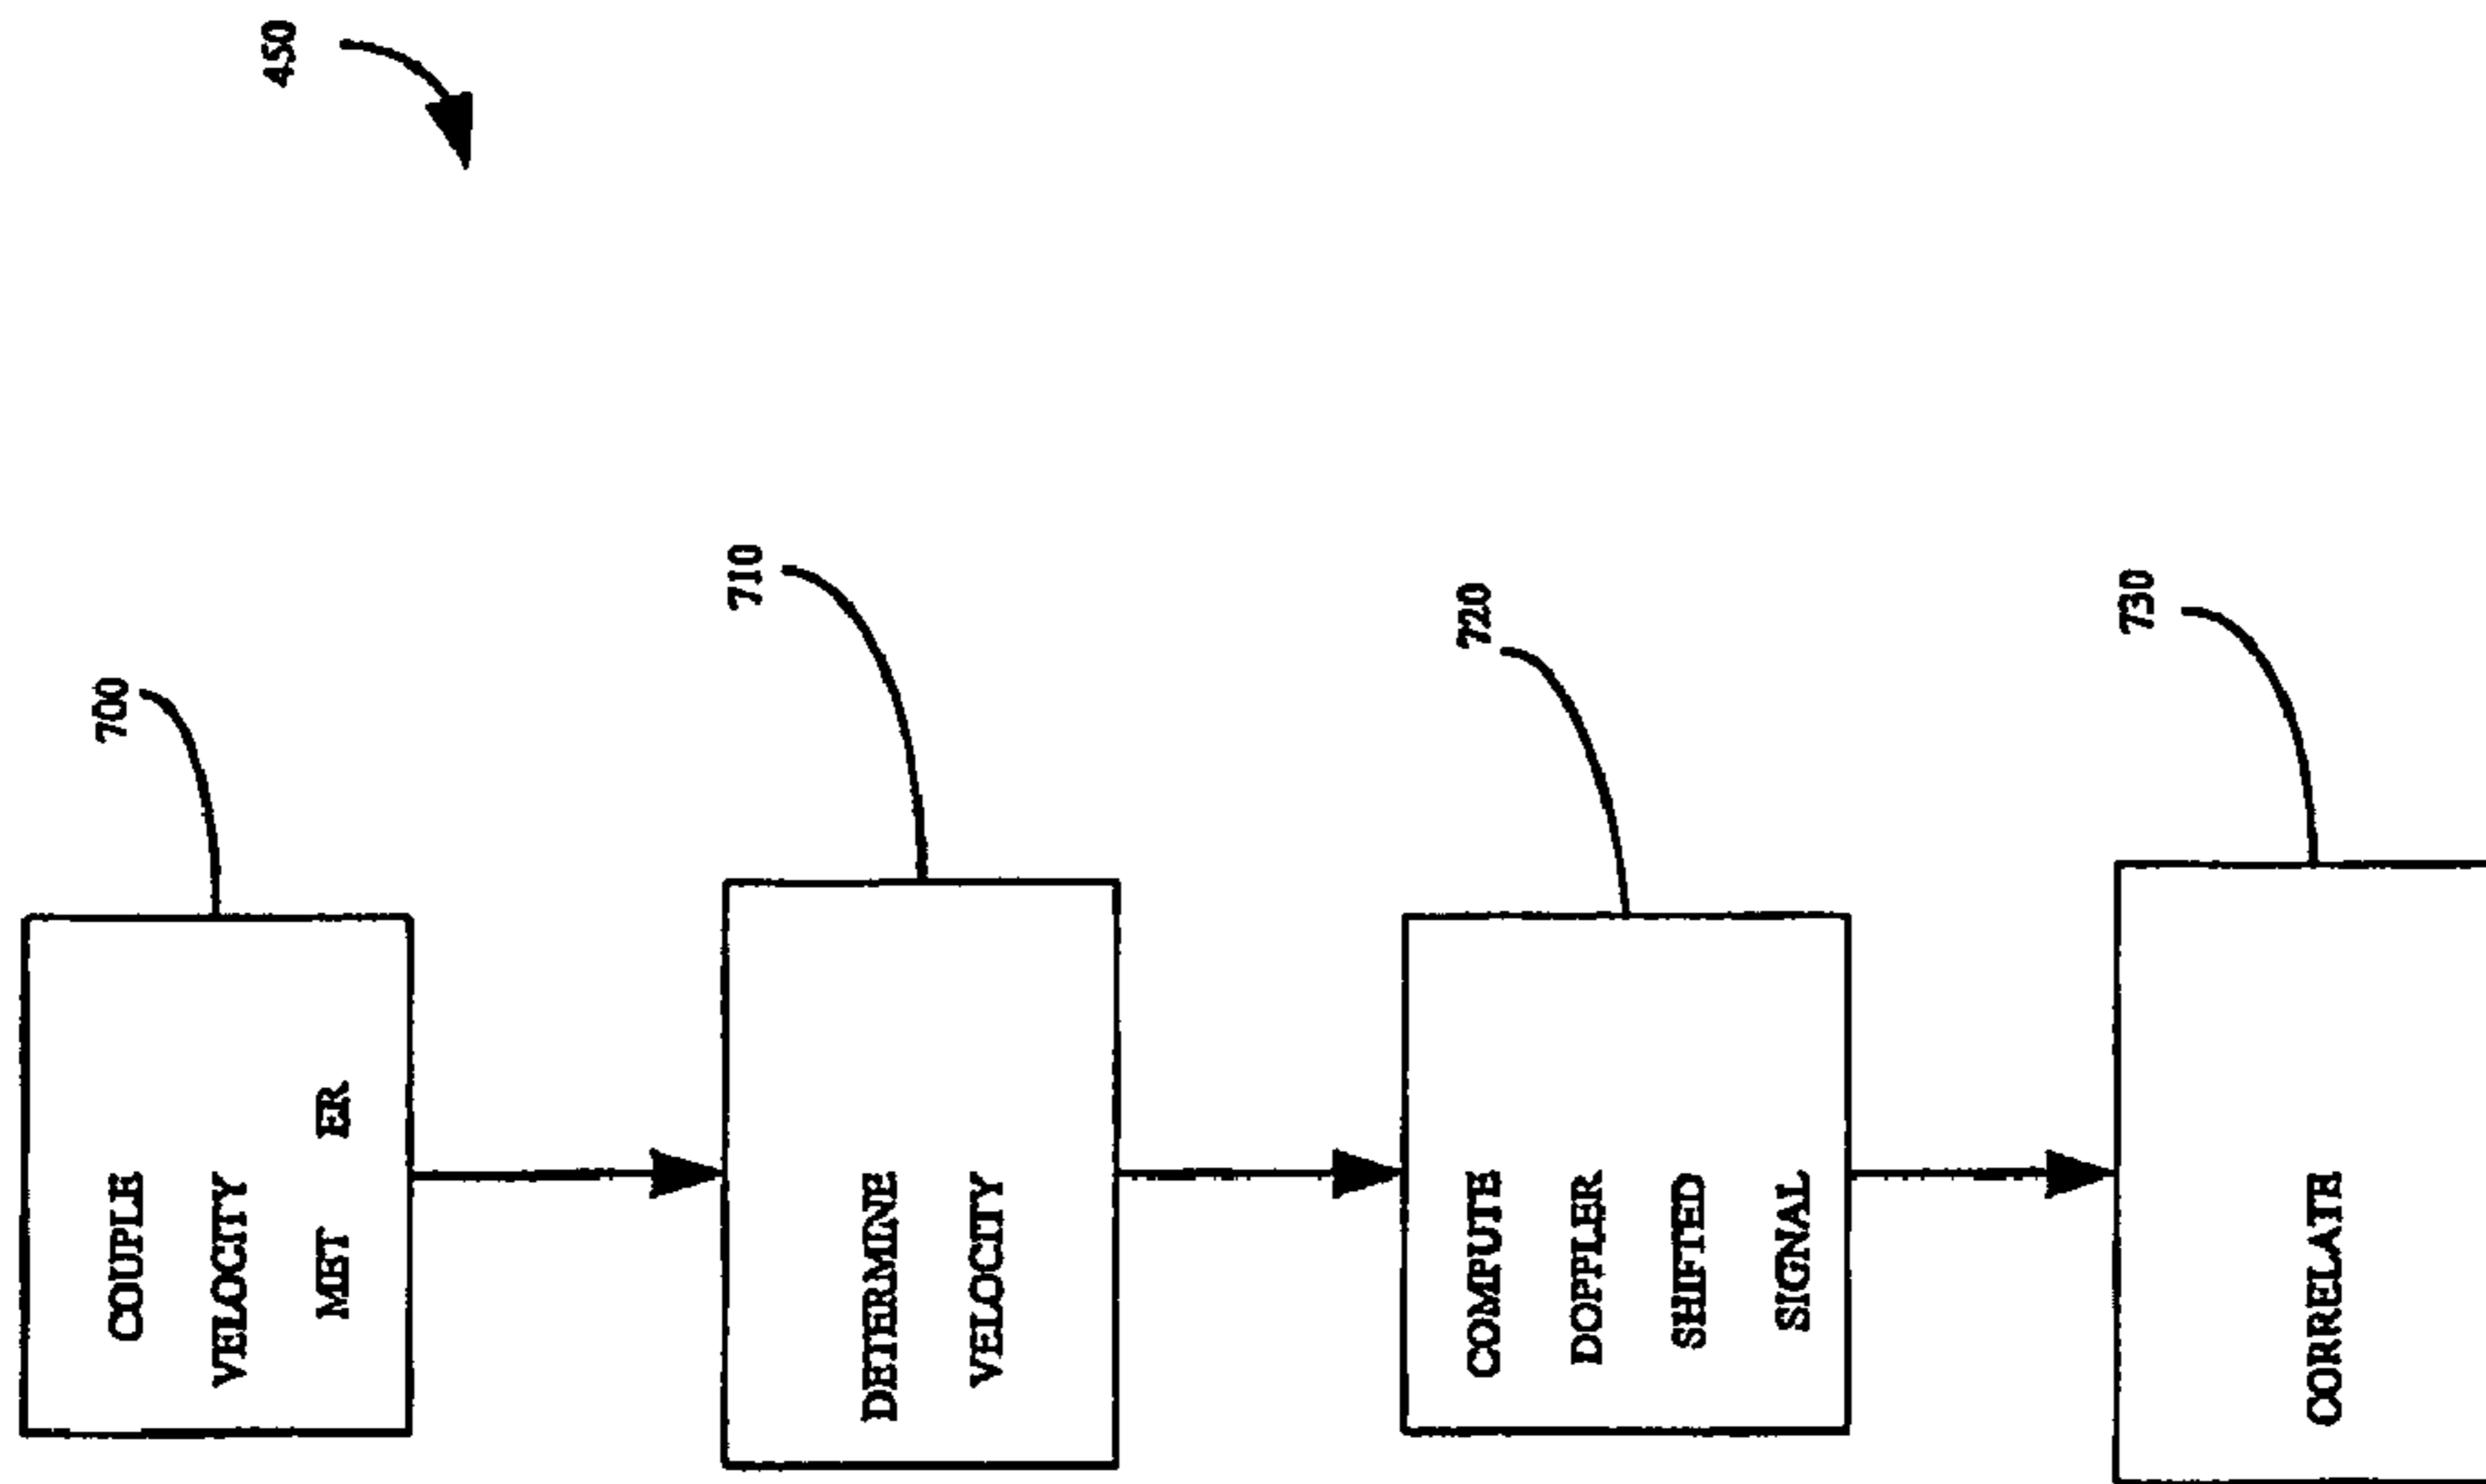 450
700
COUPLE
VELOCITY
MET ER
710
DETERMINE
VELOCITY
720
COMPUTE
DOPPLER
SHIFTED
SIGNAL
730
CORRELATE